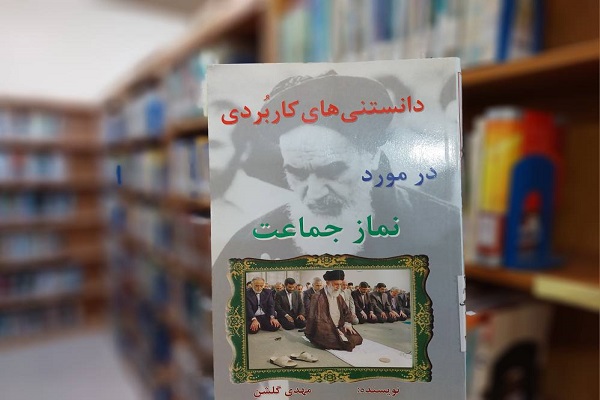 دانستنی‌های کاربُردی
در مورد
نماز جماعت
نویسنده: مهدی گلشن